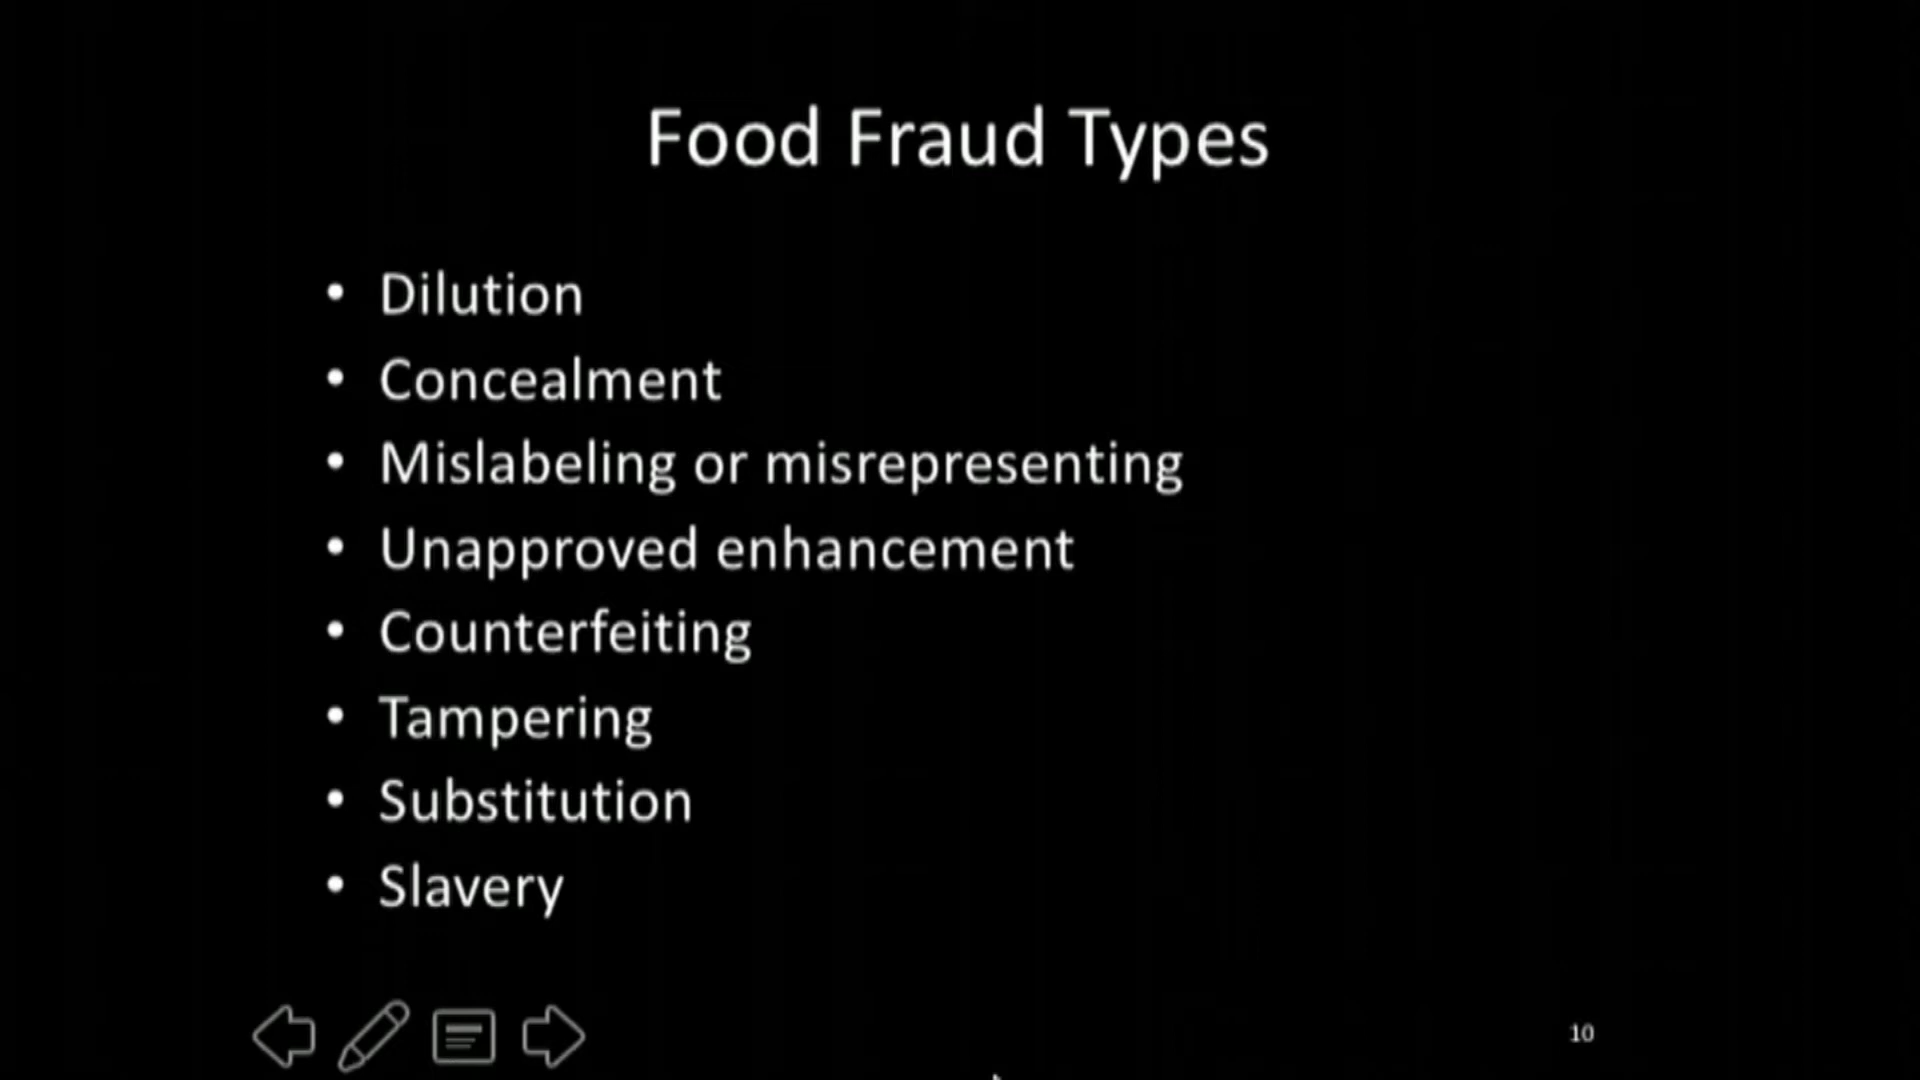 Food Fraud Types
• Dilution
• Concealment
• Mislabeling or misrepresenting
• Unapproved enhancement
• Counterfeiting
• Tampering
• Substitution
• Slavery
10